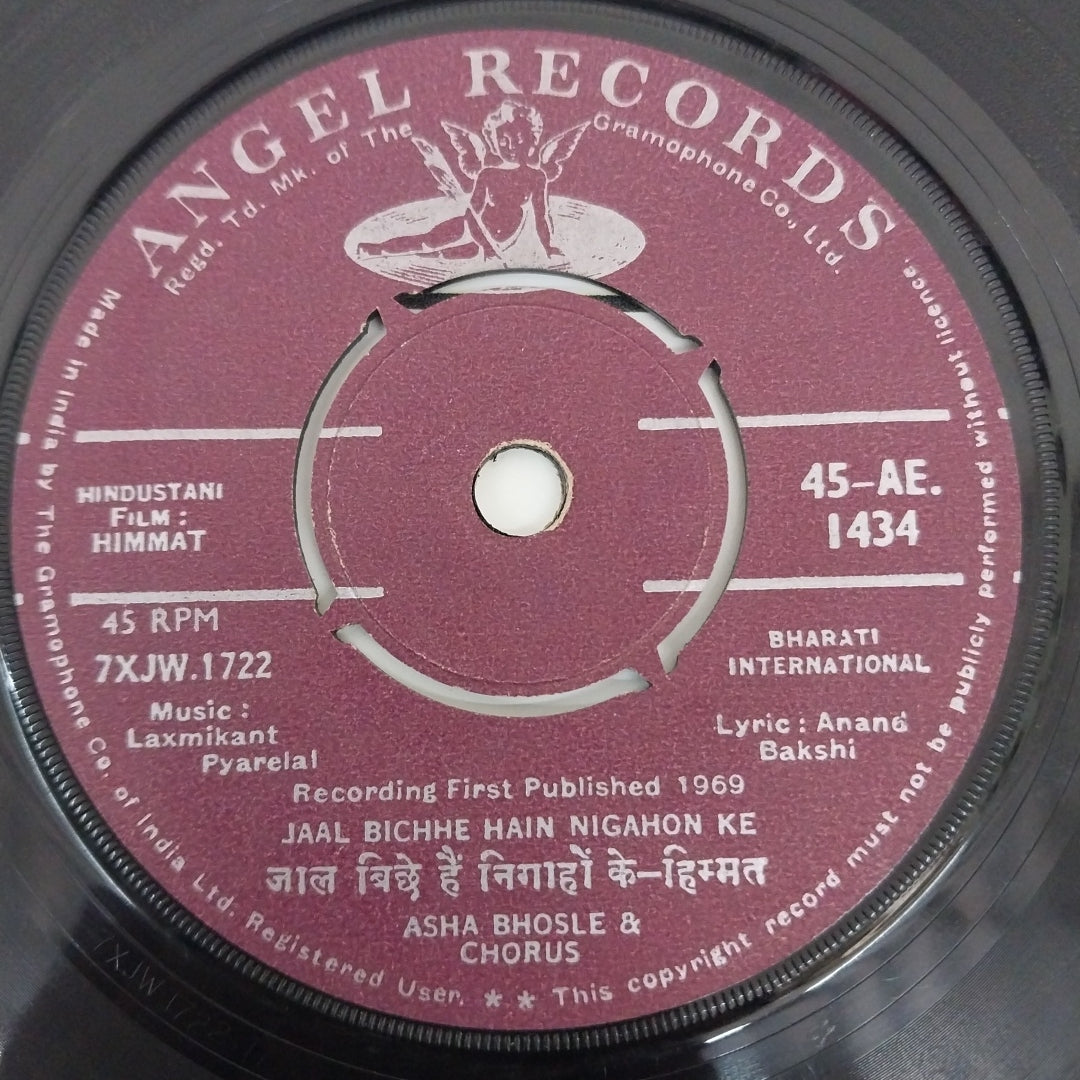 ANGEL RECORDS
Regd. Td. Mk. of The Gramophone Co., Ltd.
HINDUSTANI
FILM :
HIMMAT
45-AE.
1434
45 RPM
7XJW.1722
BHARATI
INTERNATIONAL
Music :
Laxmikant
Pyarelal
Lyric : Anand
Bakshi
Recording First Published 1969
JAAL BICHHE HAIN NIGAHON KE
जाल बिछे हैं निगाहों के-हिम्मत
ASHA BHOSLE &
CHORUS
Made in India by The Gramophone Co. of India Ltd. Registered User. ★ ★ This copyright record must not be publicly performed without licence.
7XJW 1722